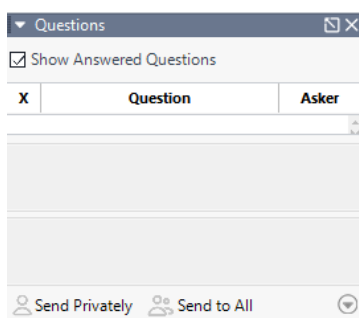 Questions
Show Answered Questions
X Question Asker
Send Privately Send to All